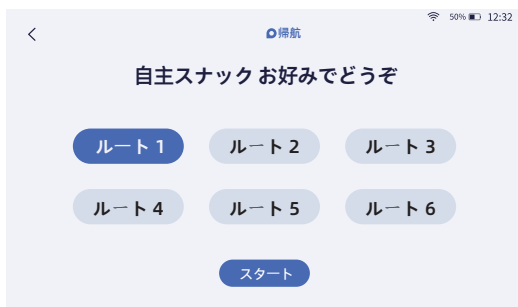 50% 12:32
帰航
自主スナック お好みでどうぞ
ルート 1 ルート 2 ルート 3
ルート 4 ルート 5 ルート 6
スタート